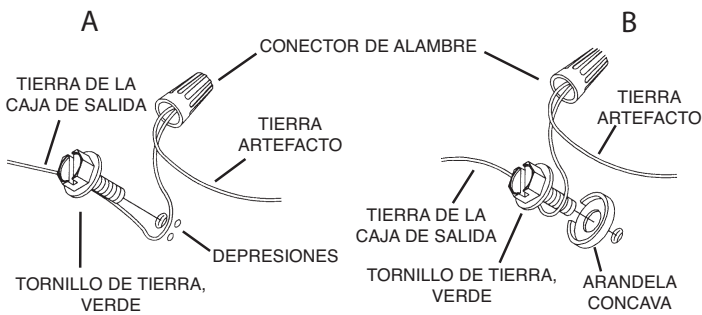 A
B
CONECTOR DE ALAMBRE
TIERRA DE LA
CAJA DE SALIDA
TIERRA
ARTEFACTO
DEPRESIONES
TORNILLO DE TIERRA,
VERDE
TIERRA
ARTEFACTO
TIERRA DE LA
CAJA DE SALIDA
TORNILLO DE TIERRA,
VERDE
ARANDELA
CONCAVA